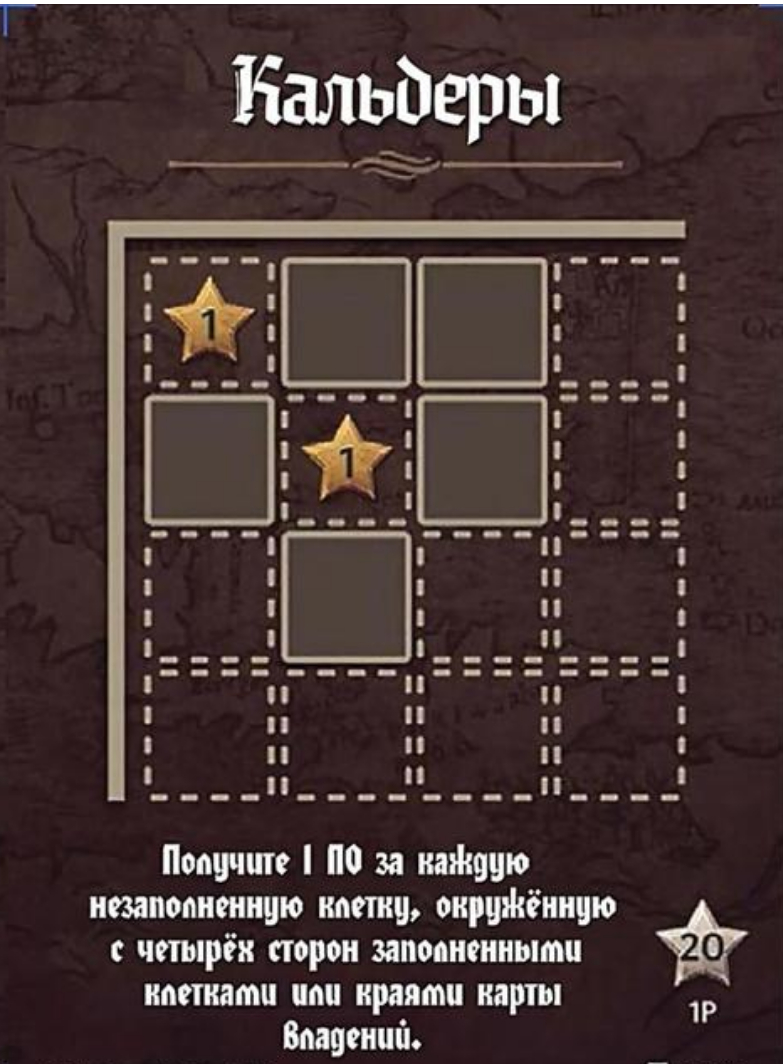 Кальдеры
1
1
Получите 1 ПО за каждую
незаполненную клетку, окружённую
с четырёх сторон заполненными
клетками или краями карты
Владений.
20
1P